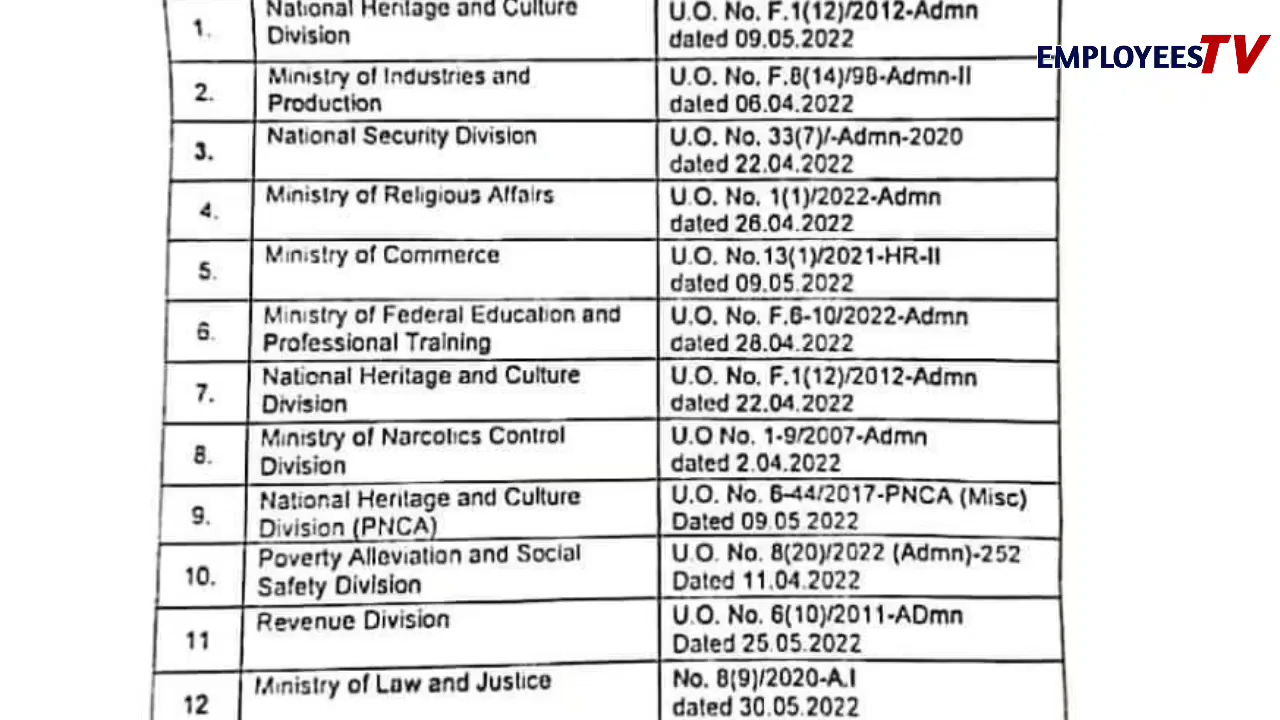 EMPLOYEES TV
1.
National Heritage and Culture
Division
U.O. No. F.1(12)/2012-Admn
dated 09.05.2022
2.
Ministry of Industries and
Production
U.O. No. F.8(14)/98-Admn-II
dated 06.04.2022
3.
National Security Division
U.O. No. 33(7)/-Admn-2020
dated 22.04.2022
4.
Ministry of Religious Affairs
U.O. No. 1(1)/2022-Admn
dated 26.04.2022
5.
Ministry of Commerce
U.O. No.13(1)/2021-HR-II
dated 09.05.2022
6.
Ministry of Federal Education and
Professional Training
U.O. No. F.6-10/2022-Admn
dated 28.04.2022
7.
National Heritage and Culture
Division
U.O. No. F.1(12)/2012-Admn
dated 22.04.2022
8.
Ministry of Narcotics Control
Division
U.O No. 1-9/2007-Admn
dated 2.04.2022
9.
National Heritage and Culture
Division (PNCA)
U.O. No. 6-44/2017-PNCA (Misc)
Dated 09.05.2022
10.
Poverty Alleviation and Social
Safety Division
U.O. No. 8(20)/2022 (Admn)-252
Dated 11.04.2022
11
Revenue Division
U.O. No. 6(10)/2011-ADmn
Dated 25.05.2022
12
Ministry of Law and Justice
No. 8(9)/2020-A.I
dated 30.05.2022